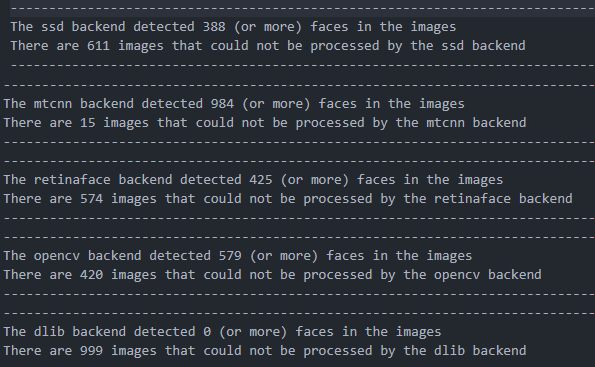 --------------------------------------------------------------------------
The ssd backend detected 388 (or more) faces in the images
There are 611 images that could not be processed by the ssd backend
--------------------------------------------------------------------------
--------------------------------------------------------------------------
The mtcnn backend detected 984 (or more) faces in the images
There are 15 images that could not be processed by the mtcnn backend
--------------------------------------------------------------------------
--------------------------------------------------------------------------
The retinaface backend detected 425 (or more) faces in the images
There are 574 images that could not be processed by the retinaface backend
--------------------------------------------------------------------------
--------------------------------------------------------------------------
The opencv backend detected 579 (or more) faces in the images
There are 420 images that could not be processed by the opencv backend
--------------------------------------------------------------------------
--------------------------------------------------------------------------
The dlib backend detected 0 (or more) faces in the images
There are 999 images that could not be processed by the dlib backend